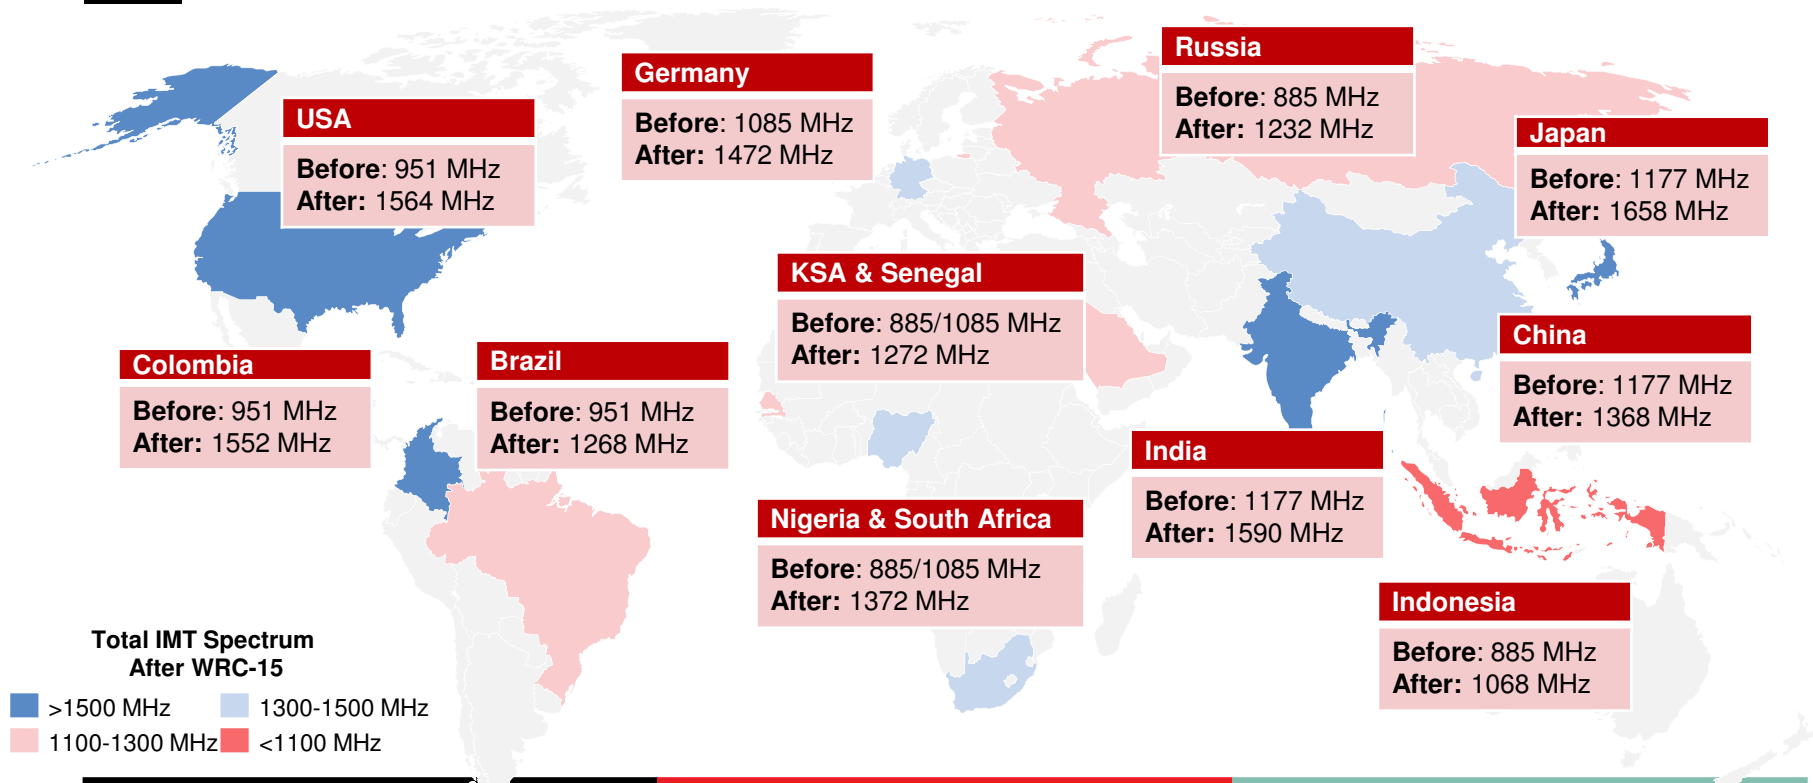 Russia
Before: 885 MHz
After: 1232 MHz
Germany
Before: 1085 MHz
After: 1472 MHz
USA
Before: 951 MHz
After: 1564 MHz
Japan
Before: 1177 MHz
After: 1658 MHz
KSA & Senegal
Before: 885/1085 MHz
After: 1272 MHz
China
Before: 1177 MHz
After: 1368 MHz
Colombia
Before: 951 MHz
After: 1552 MHz
Brazil
Before: 951 MHz
After: 1268 MHz
India
Before: 1177 MHz
After: 1590 MHz
Nigeria & South Africa
Before: 885/1085 MHz
After: 1372 MHz
Indonesia
Before: 885 MHz
After: 1068 MHz
Total IMT Spectrum
After WRC-15
>1500 MHz
1300-1500 MHz
1100-1300 MHz
<1100 MHz